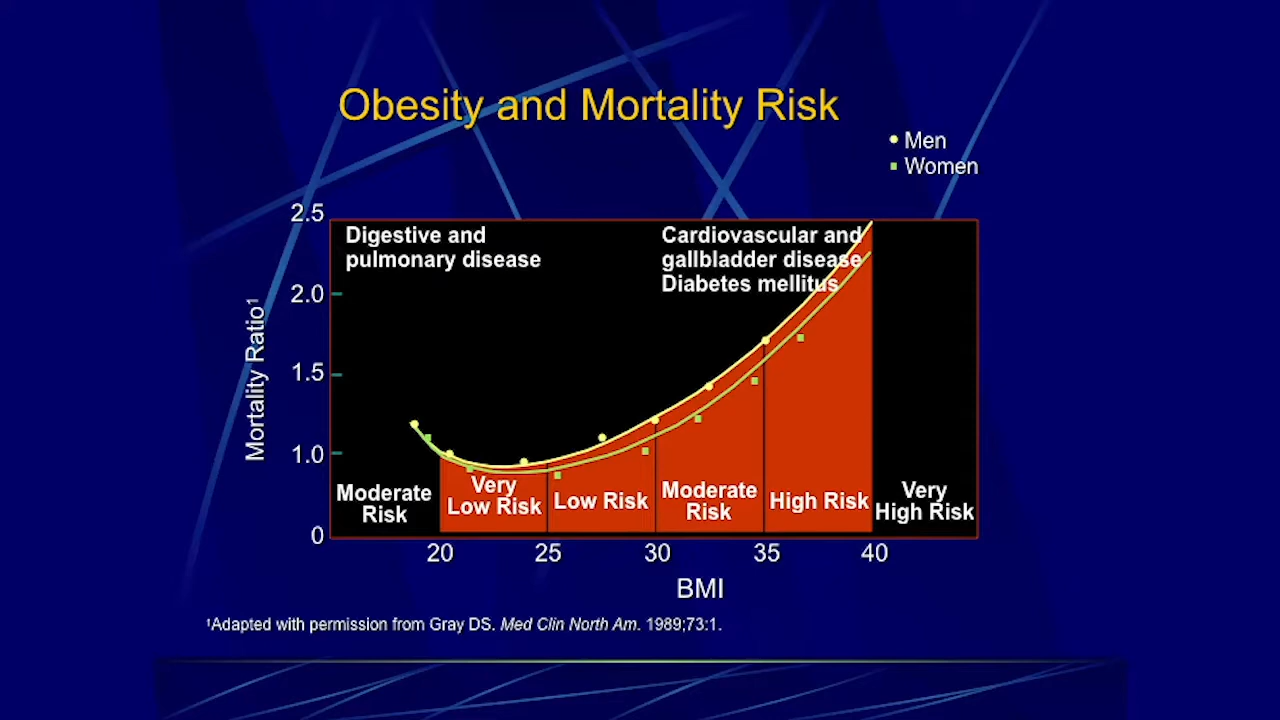 Obesity and Mortality Risk
Men
Women
2.5
2.0
1.5
1.0
0
Mortality Ratio¹
Digestive and
pulmonary disease
Cardiovascular and
gallbladder disease
Diabetes mellitus
Moderate
Risk
Very
Low Risk
Low Risk
Moderate
Risk
High Risk
Very
High Risk
20
25
30
35
40
BMI
¹Adapted with permission from Gray DS. Med Clin North Am. 1989;73:1.